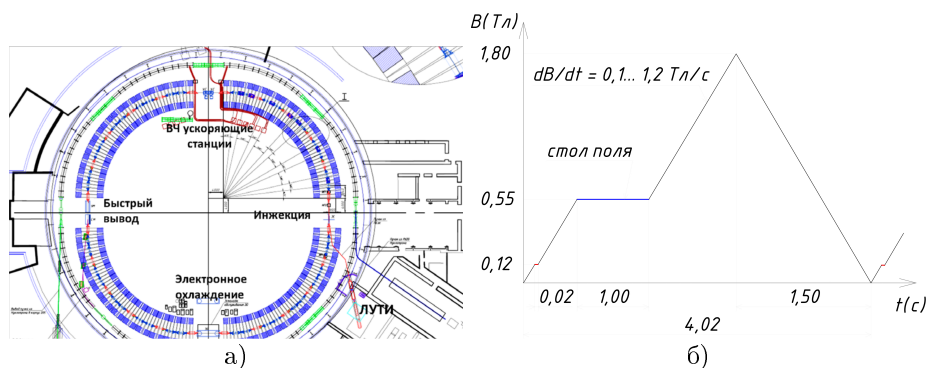 ВЧ ускоряющие
станции
Быстрый
вывод
Инжекция
Электронное
охлаждение
ЛУТИ
а)
B(Тл)
1,80
dB/dt = 0,1... 1,2 Тл/с
стол поля
0,55
0,12
0,02
1,00
1,50
t(c)
4,02
б)